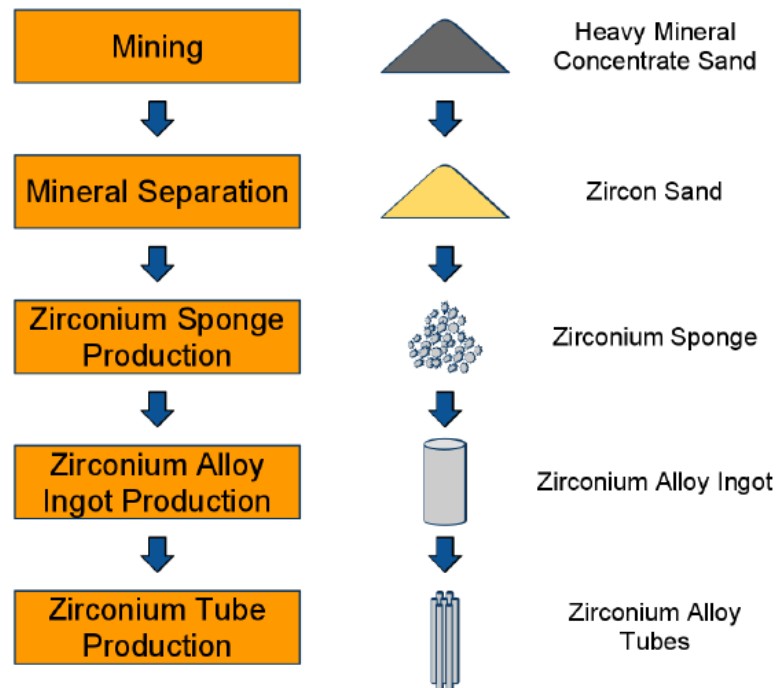 Mining
Heavy Mineral
Concentrate Sand
Mineral Separation
Zircon Sand
Zirconium Sponge
Production
Zirconium Sponge
Zirconium Alloy
Ingot Production
Zirconium Alloy Ingot
Zirconium Tube
Production
Zirconium Alloy
Tubes